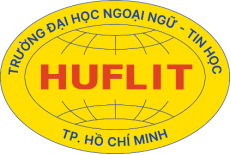 TRƯỜNG ĐẠI HỌC NGOẠI NGỮ - TIN HỌC
HUFLIT
TP. HỒ CHÍ MINH